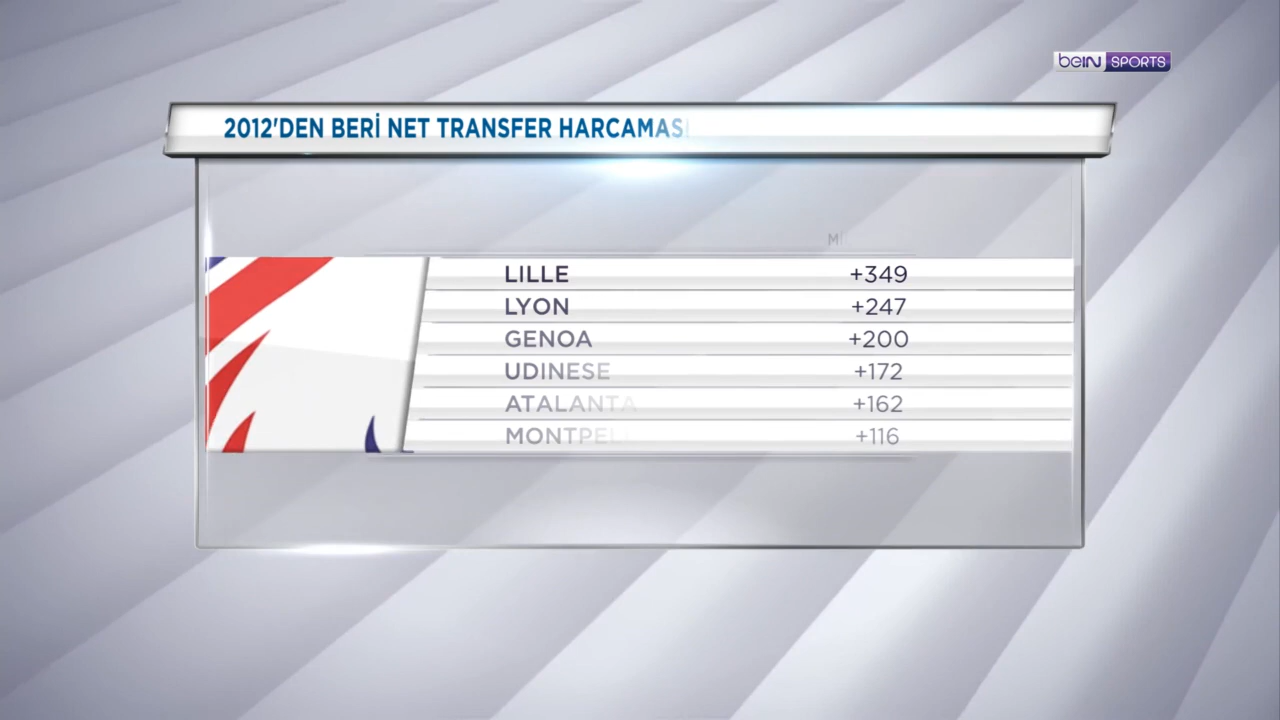 beIN SPORTS
2012'DEN BERİ NET TRANSFER HARCAMAS
LILLE +349
LYON +247
GENOA +200
UDINESE +172
ATALANTA +162
MONTPEL +116